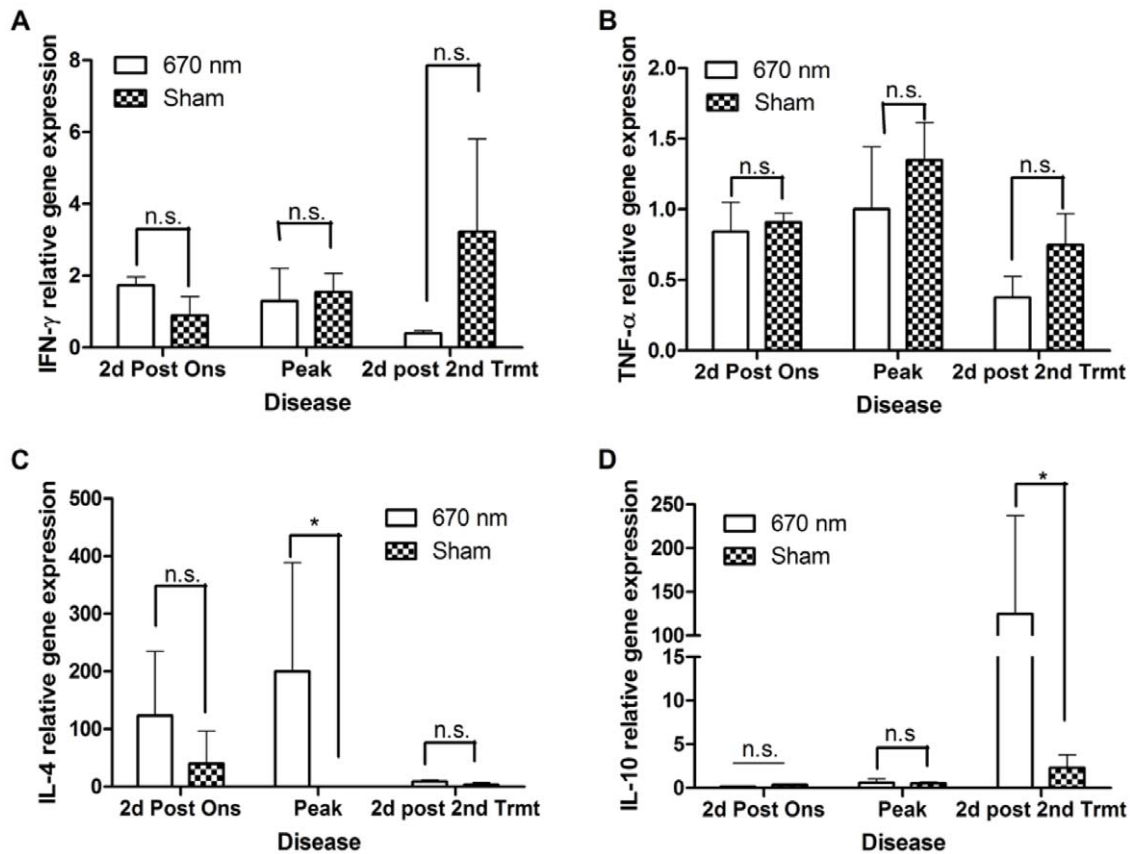 A
IFN-γ relative gene expression
8
6
4
2
0
670 nm
Sham
n.s.
n.s.
n.s.
2d Post Ons
Peak
2d post 2nd Trmt
Disease
B
TNF-α relative gene expression
2.0
1.5
1.0
0.5
0.0
670 nm
Sham
n.s.
n.s.
n.s.
2d Post Ons
Peak
2d post 2nd Trmt
Disease
C
IL-4 relative gene expression
500
400
300
200
100
0
670 nm
Sham
n.s.
*
n.s.
2d Post Ons
Peak
2d post 2nd Trmt
Disease
D
IL-10 relative gene expression
250
200
150
100
15
10
5
0
670 nm
Sham
n.s.
n.s
*
2d Post Ons
Peak
2d post 2nd Trmt
Disease